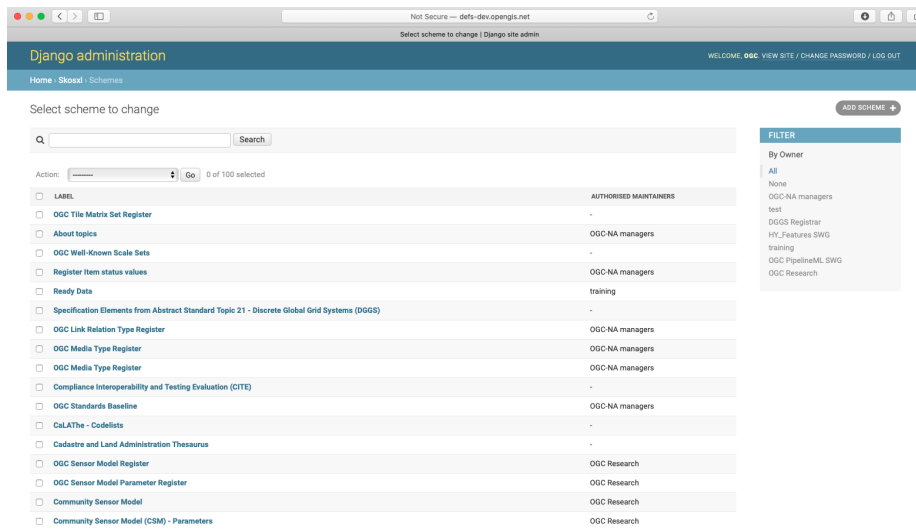 Not Secure — defs-dev.opengis.net
Select scheme to change | Django site admin
Django administration
WELCOME, OGC. VIEW SITE / CHANGE PASSWORD / LOG OUT
Home › Skosxl › Schemes
Select scheme to change
ADD SCHEME +
Search
Action: --------- Go 0 of 100 selected
LABEL AUTHORISED MAINTAINERS
OGC Tile Matrix Set Register -
About topics OGC-NA managers
OGC Well-Known Scale Sets -
Register Item status values OGC-NA managers
Ready Data training
Specification Elements from Abstract Standard Topic 21 - Discrete Global Grid Systems (DGGS) -
OGC Link Relation Type Register OGC-NA managers
OGC Media Type Register OGC-NA managers
OGC Media Type Register OGC-NA managers
Compliance Interoperability and Testing Evaluation (CITE) -
OGC Standards Baseline OGC-NA managers
CaLAThe - Codelists -
Cadastre and Land Administration Thesaurus -
OGC Sensor Model Register OGC Research
OGC Sensor Model Parameter Register OGC Research
Community Sensor Model OGC Research
Community Sensor Model (CSM) - Parameters OGC Research
FILTER
By Owner
All
None
OGC-NA managers
test
DGGS Registrar
HY_Features SWG
training
OGC PipelineML SWG
OGC Research